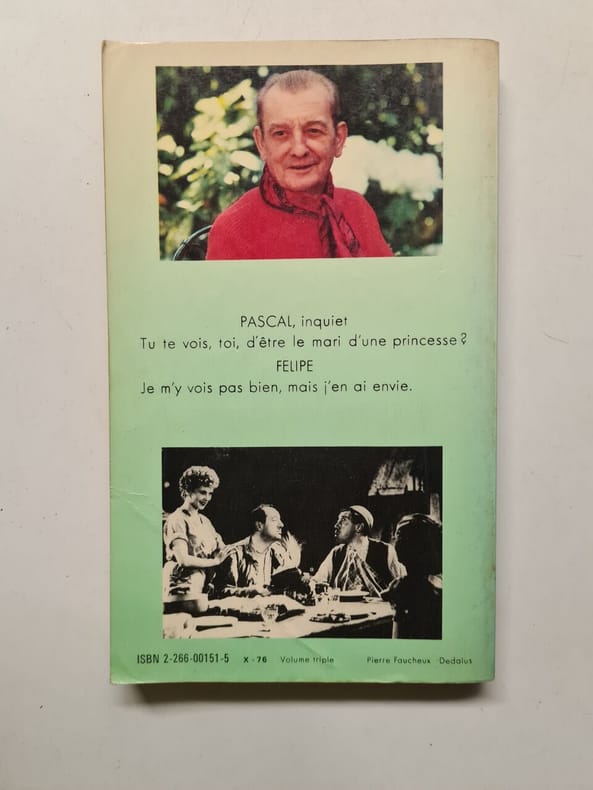 PASCAL, inquiet
Tu te vois, toi, d'être le mari d'une princesse?
FELIPE
Je m'y vois pas bien, mais j'en ai envie.
ISBN 2-266-00151-5 X - 76 Volume triple Pierre Faucheux - Dedalus